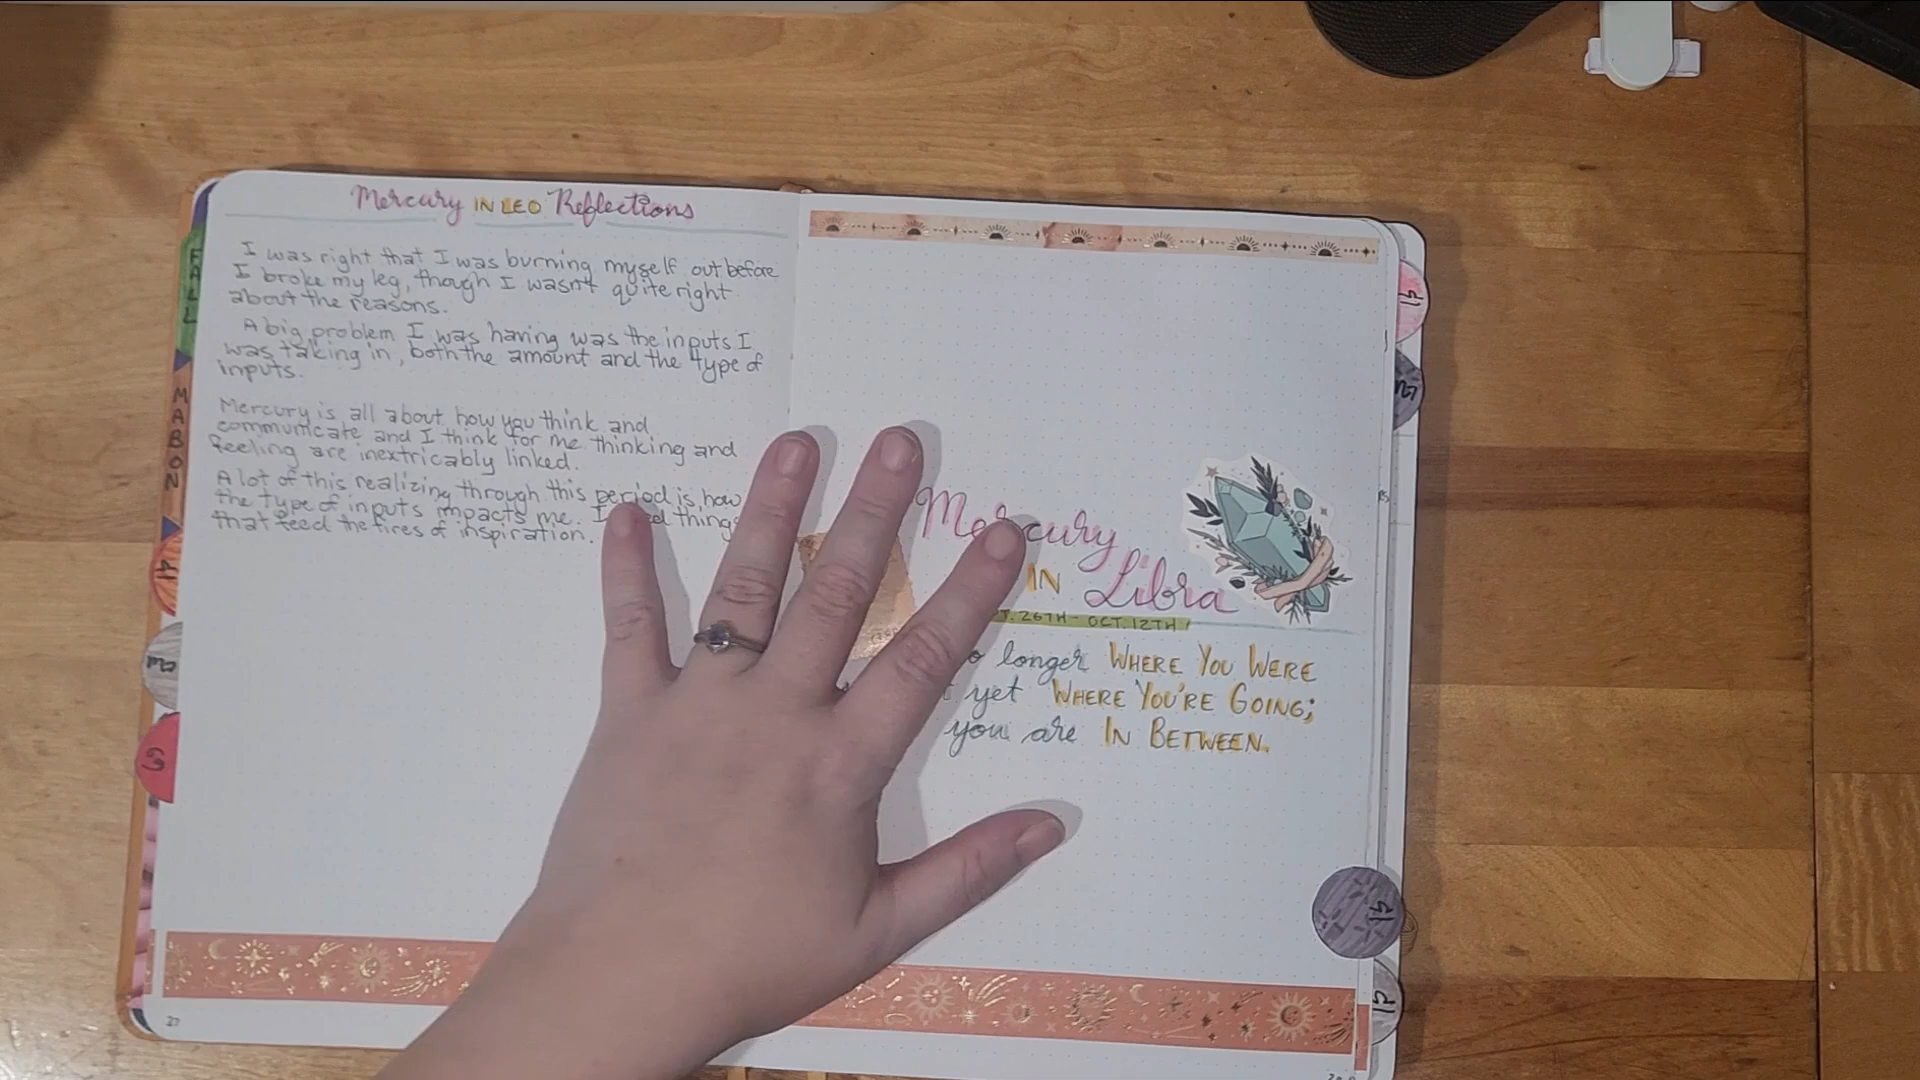 Mercury IN LEO Reflections
I was right that I was burning myself out before
I broke my leg, though I wasn't quite right
about the reasons.
A big problem I was having was the inputs I
was taking in, both the amount and the type of
inputs.
Mercury is all about how you think and
communicate and I think for me thinking and
feeling are inextricably linked.
A lot of this realizing through this period is how
the type of inputs impacts me. I things
that feed the fires of inspiration.
27
Mercury
IN Libra
26TH - OCT. 12TH
longer WHERE YOU WERE
yet WHERE YOU'RE GOING;
you are IN BETWEEN.
FALL
MABON